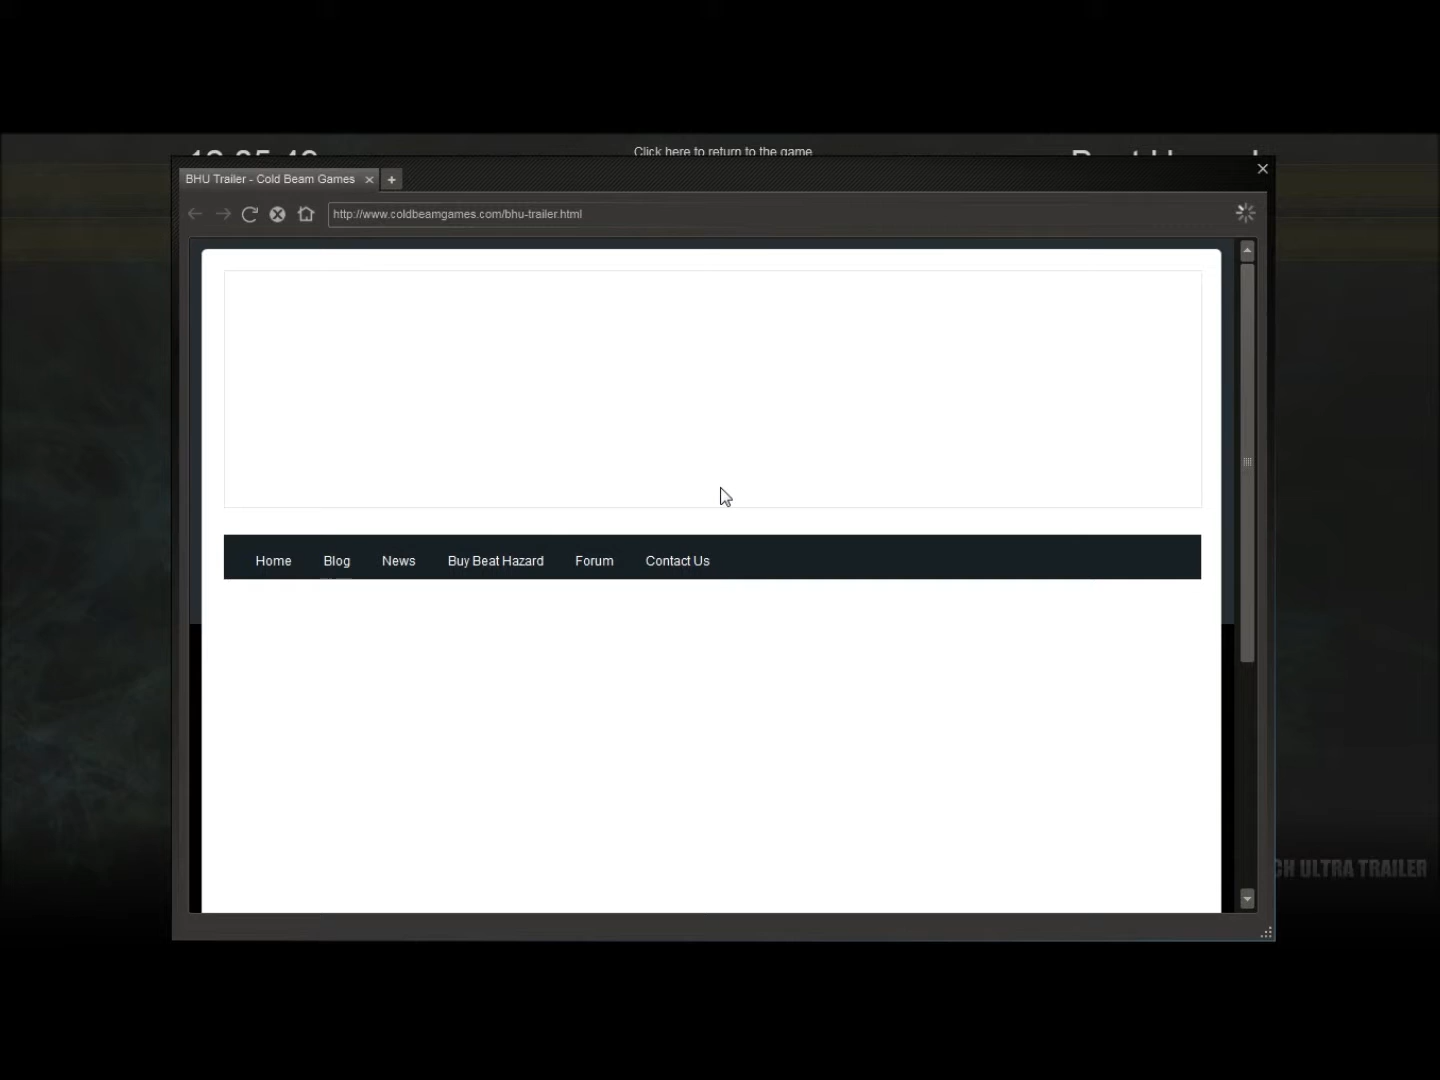 Click here to return to the game
BHU Trailer - Cold Beam Games
http://www.coldbeamgames.com/bhu-trailer.html
Home Blog News Buy Beat Hazard Forum Contact Us
ULTRA TRAILER